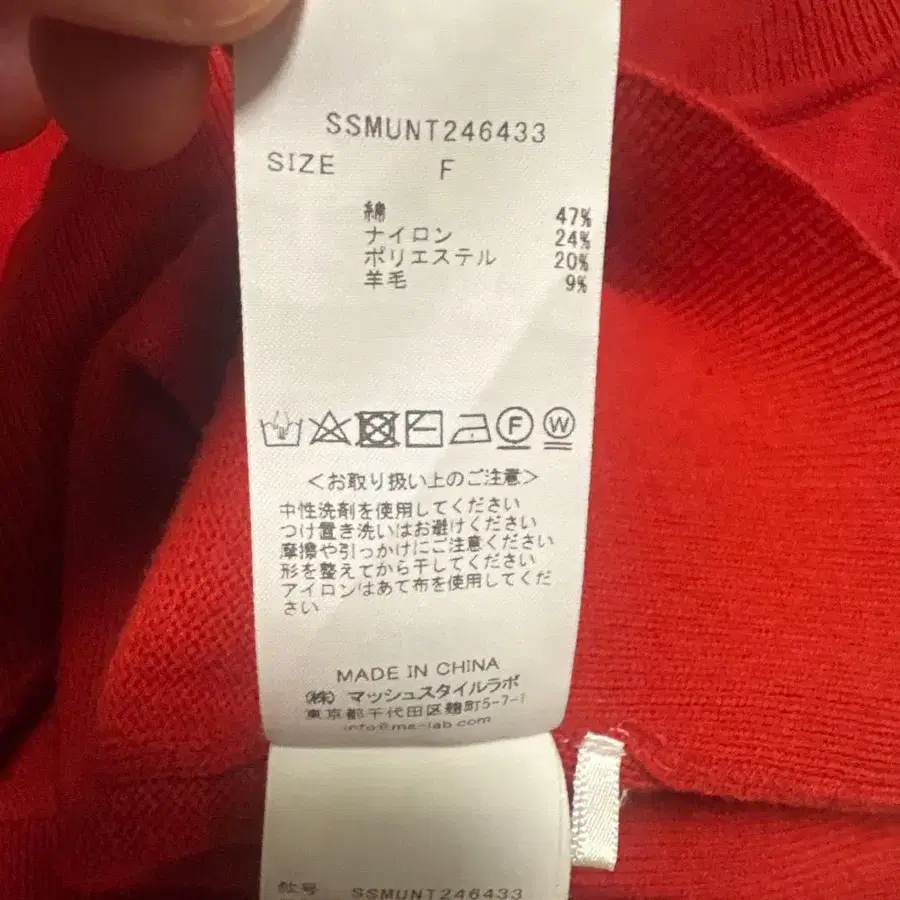 SSMUNT246433
SIZE F
綿 47%
ナイロン 24%
ポリエステル 20%
羊毛 9%
F W
＜お取り扱い上のご注意＞
中性洗剤を使用してください
つけ置き洗いはお避けください
摩擦や引っかけにご注意ください
形を整えてから干してください
アイロンはあて布を使用してくだ
さい
MADE IN CHINA
(株) マッシュスタイルラボ
東京都千代田区麹町5-7-1
info@ms-lab.com
款号 SSMUNT246433